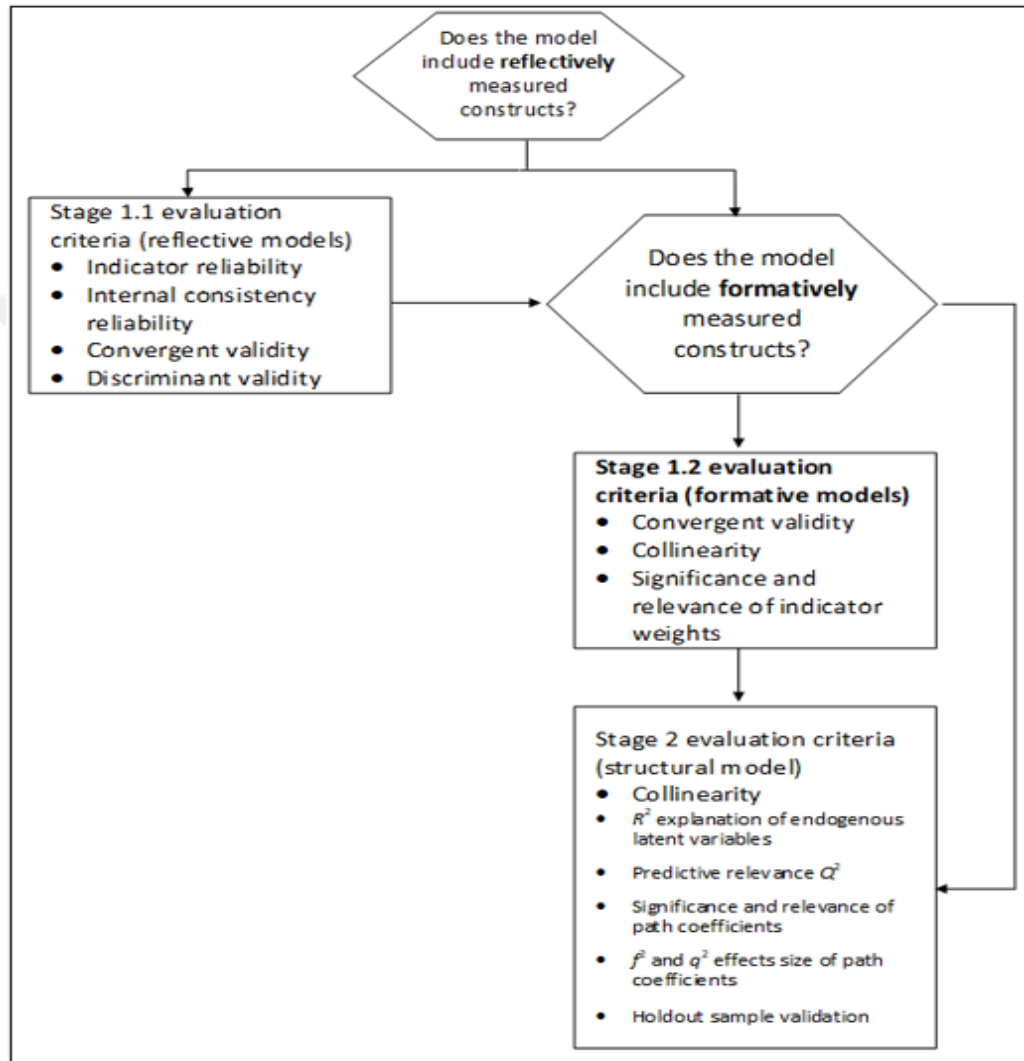 Does the model
include reflectively
measured
constructs?
Stage 1.1 evaluation
criteria (reflective models)
• Indicator reliability
• Internal consistency
reliability
• Convergent validity
• Discriminant validity
Does the model
include formatively
measured
constructs?
Stage 1.2 evaluation
criteria (formative models)
• Convergent validity
• Collinearity
• Significance and
relevance of indicator
weights
Stage 2 evaluation criteria
(structural model)
• Collinearity
• R² explanation of endogenous
latent variables
• Predictive relevance Q²
• Significance and relevance of
path coefficients
• f² and q² effects size of path
coefficients
• Holdout sample validation